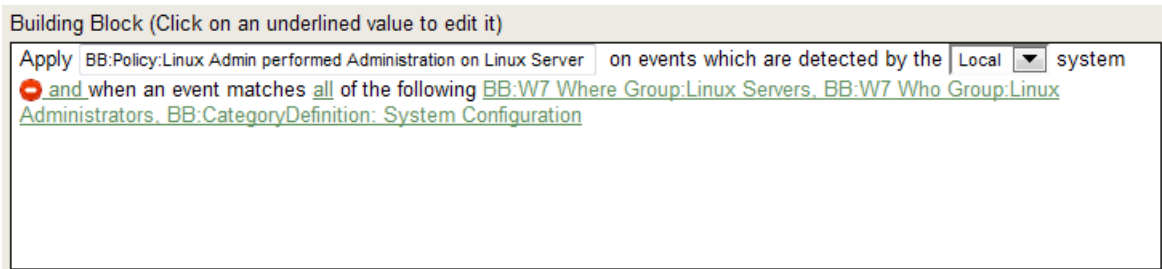 Building Block (Click on an underlined value to edit it)
Apply BB:Policy:Linux Admin performed Administration on Linux Server on events which are detected by the Local system
and when an event matches all of the following BB:W7 Where Group:Linux Servers, BB:W7 Who Group:Linux
Administrators, BB:CategoryDefinition: System Configuration